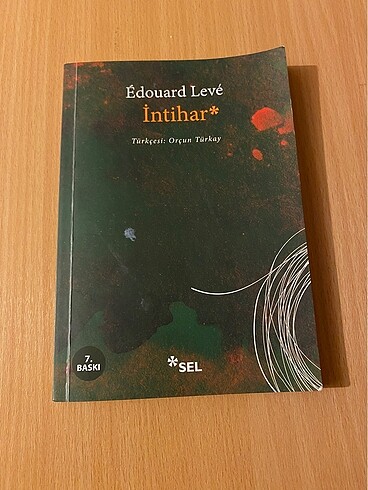 Édouard Levé
İntihar*
Türkçesi: Orçun Türkay
7.
BASKI
SEL